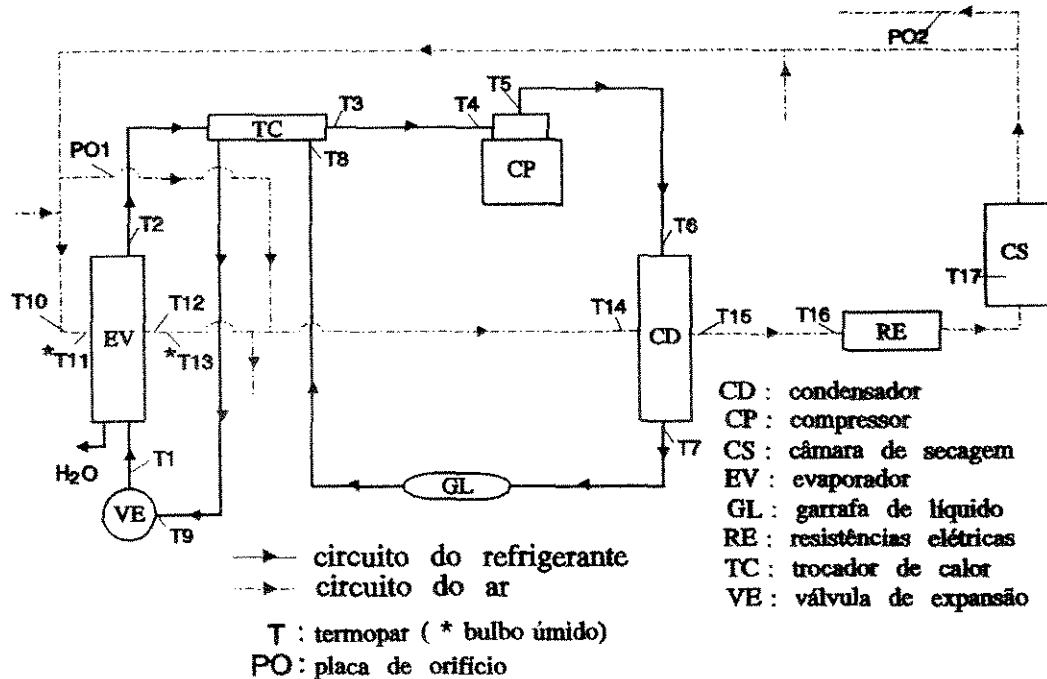 PO2
T5
T3
T4
TC
T8
CP
PO1
T2
T6
CS
T17
T10
T12
T14
T15
T16
EV
CD
RE
*T11
*T13
CD : condensador
CP : compressor
T7
CS : câmara de secagem
H₂O
T1
EV : evaporador
GL
GL : garrafa de líquido
VE
T9
RE : resistências elétricas
circuito do refrigerante
TC : trocador de calor
circuito do ar
VE : válvula de expansão
T : termopar ( * bulbo úmido)
PO : placa de orifício